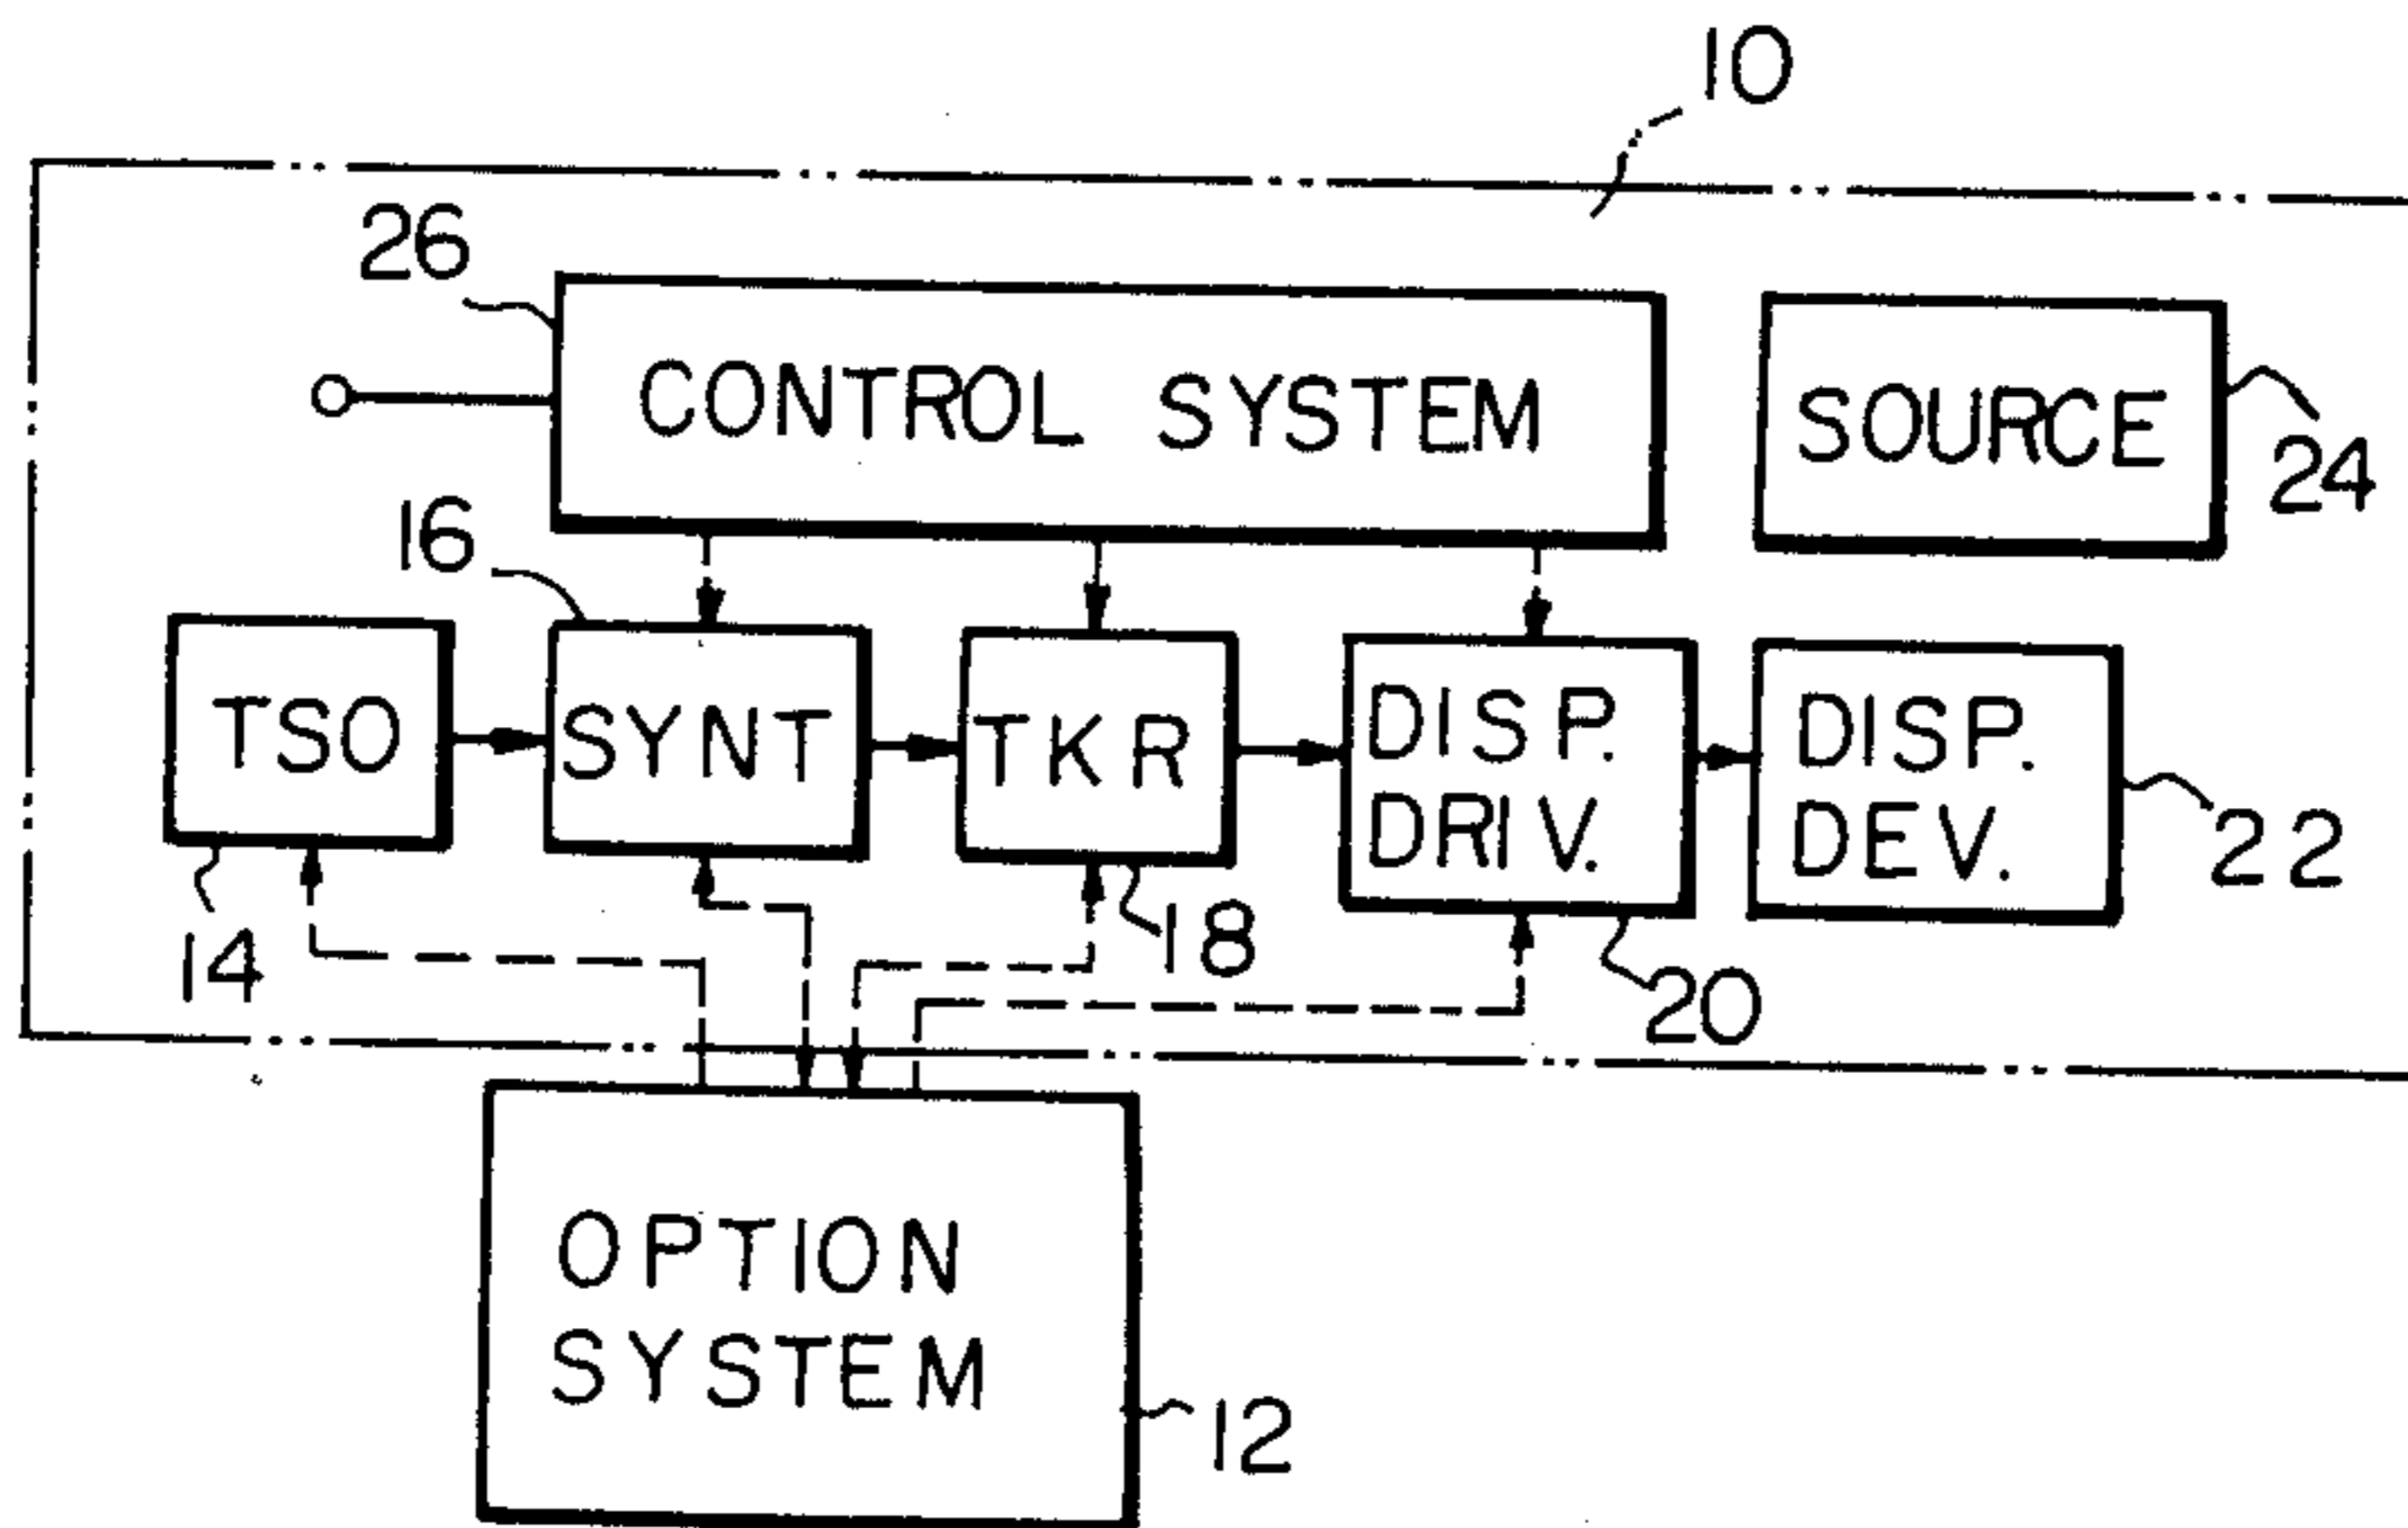 10
26
CONTROL SYSTEM
SOURCE
24
16
TSO
SYNT
TKR
DISP.
DRIV.
DISP.
DEV.
22
14
18
20
OPTION
SYSTEM
12